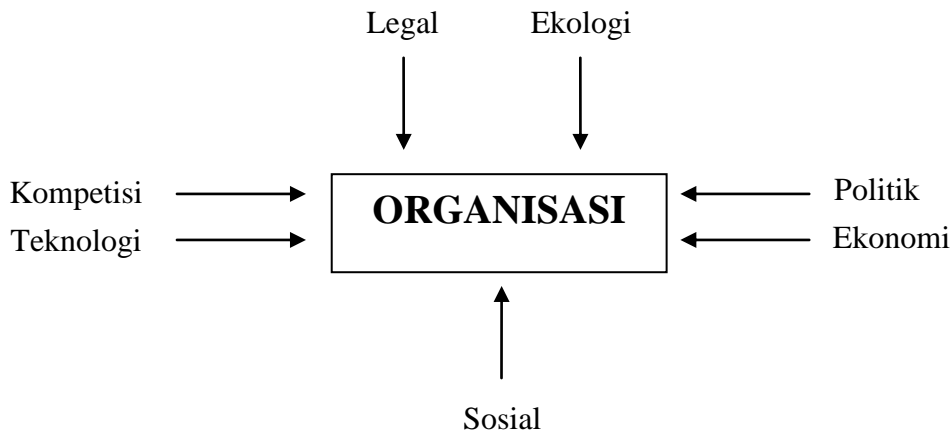 Legal Ekologi
Kompetisi
Teknologi
ORGANISASI
Politik
Ekonomi
Sosial